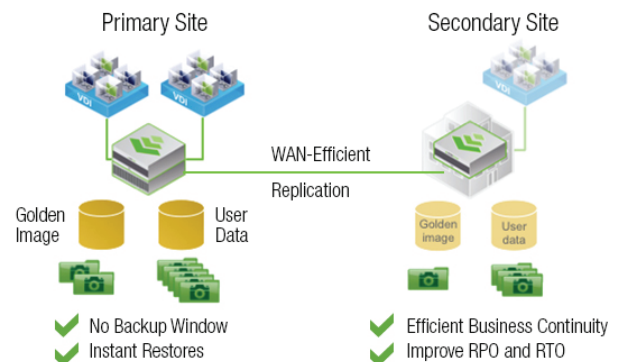 Primary Site
Secondary Site
VDI
VDI
VDI
WAN-Efficient
Replication
Golden
Image
User
Data
Golden
image
User
data
No Backup Window
Instant Restores
Efficient Business Continuity
Improve RPO and RTO